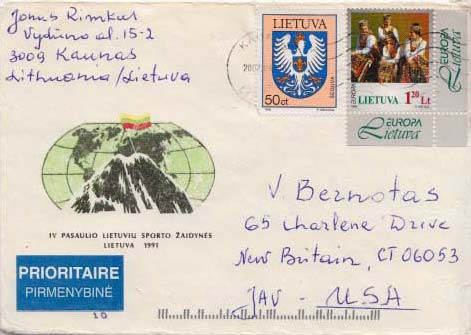 Jonas Rimkus
Vydūno al. 15-2
3009 Kaunas
Lithuania/Lietuva
LIETUVA
50ct
EUROPA
LIETUVA 1,20 Lt
EUROPA
Lietuva
EUROPA
Lietuva
IV PASAULIO LIETUVIŲ SPORTO ŽAIDYNĖS
LIETUVA 1991
PRIORITAIRE
PIRMENYBINĖ
V. Bernotas
65 Charlene Drive
New Britain, CT 06053
JAV - USA